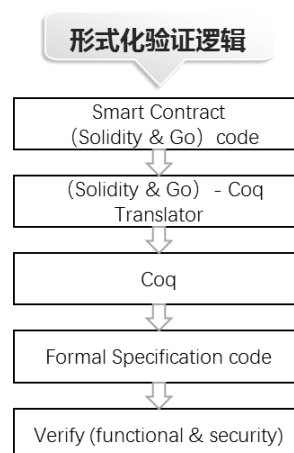 形式化验证逻辑
Smart Contract
（Solidity & Go）code
（Solidity & Go） - Coq
Translator
Coq
Formal Specification code
Verify (functional & security)